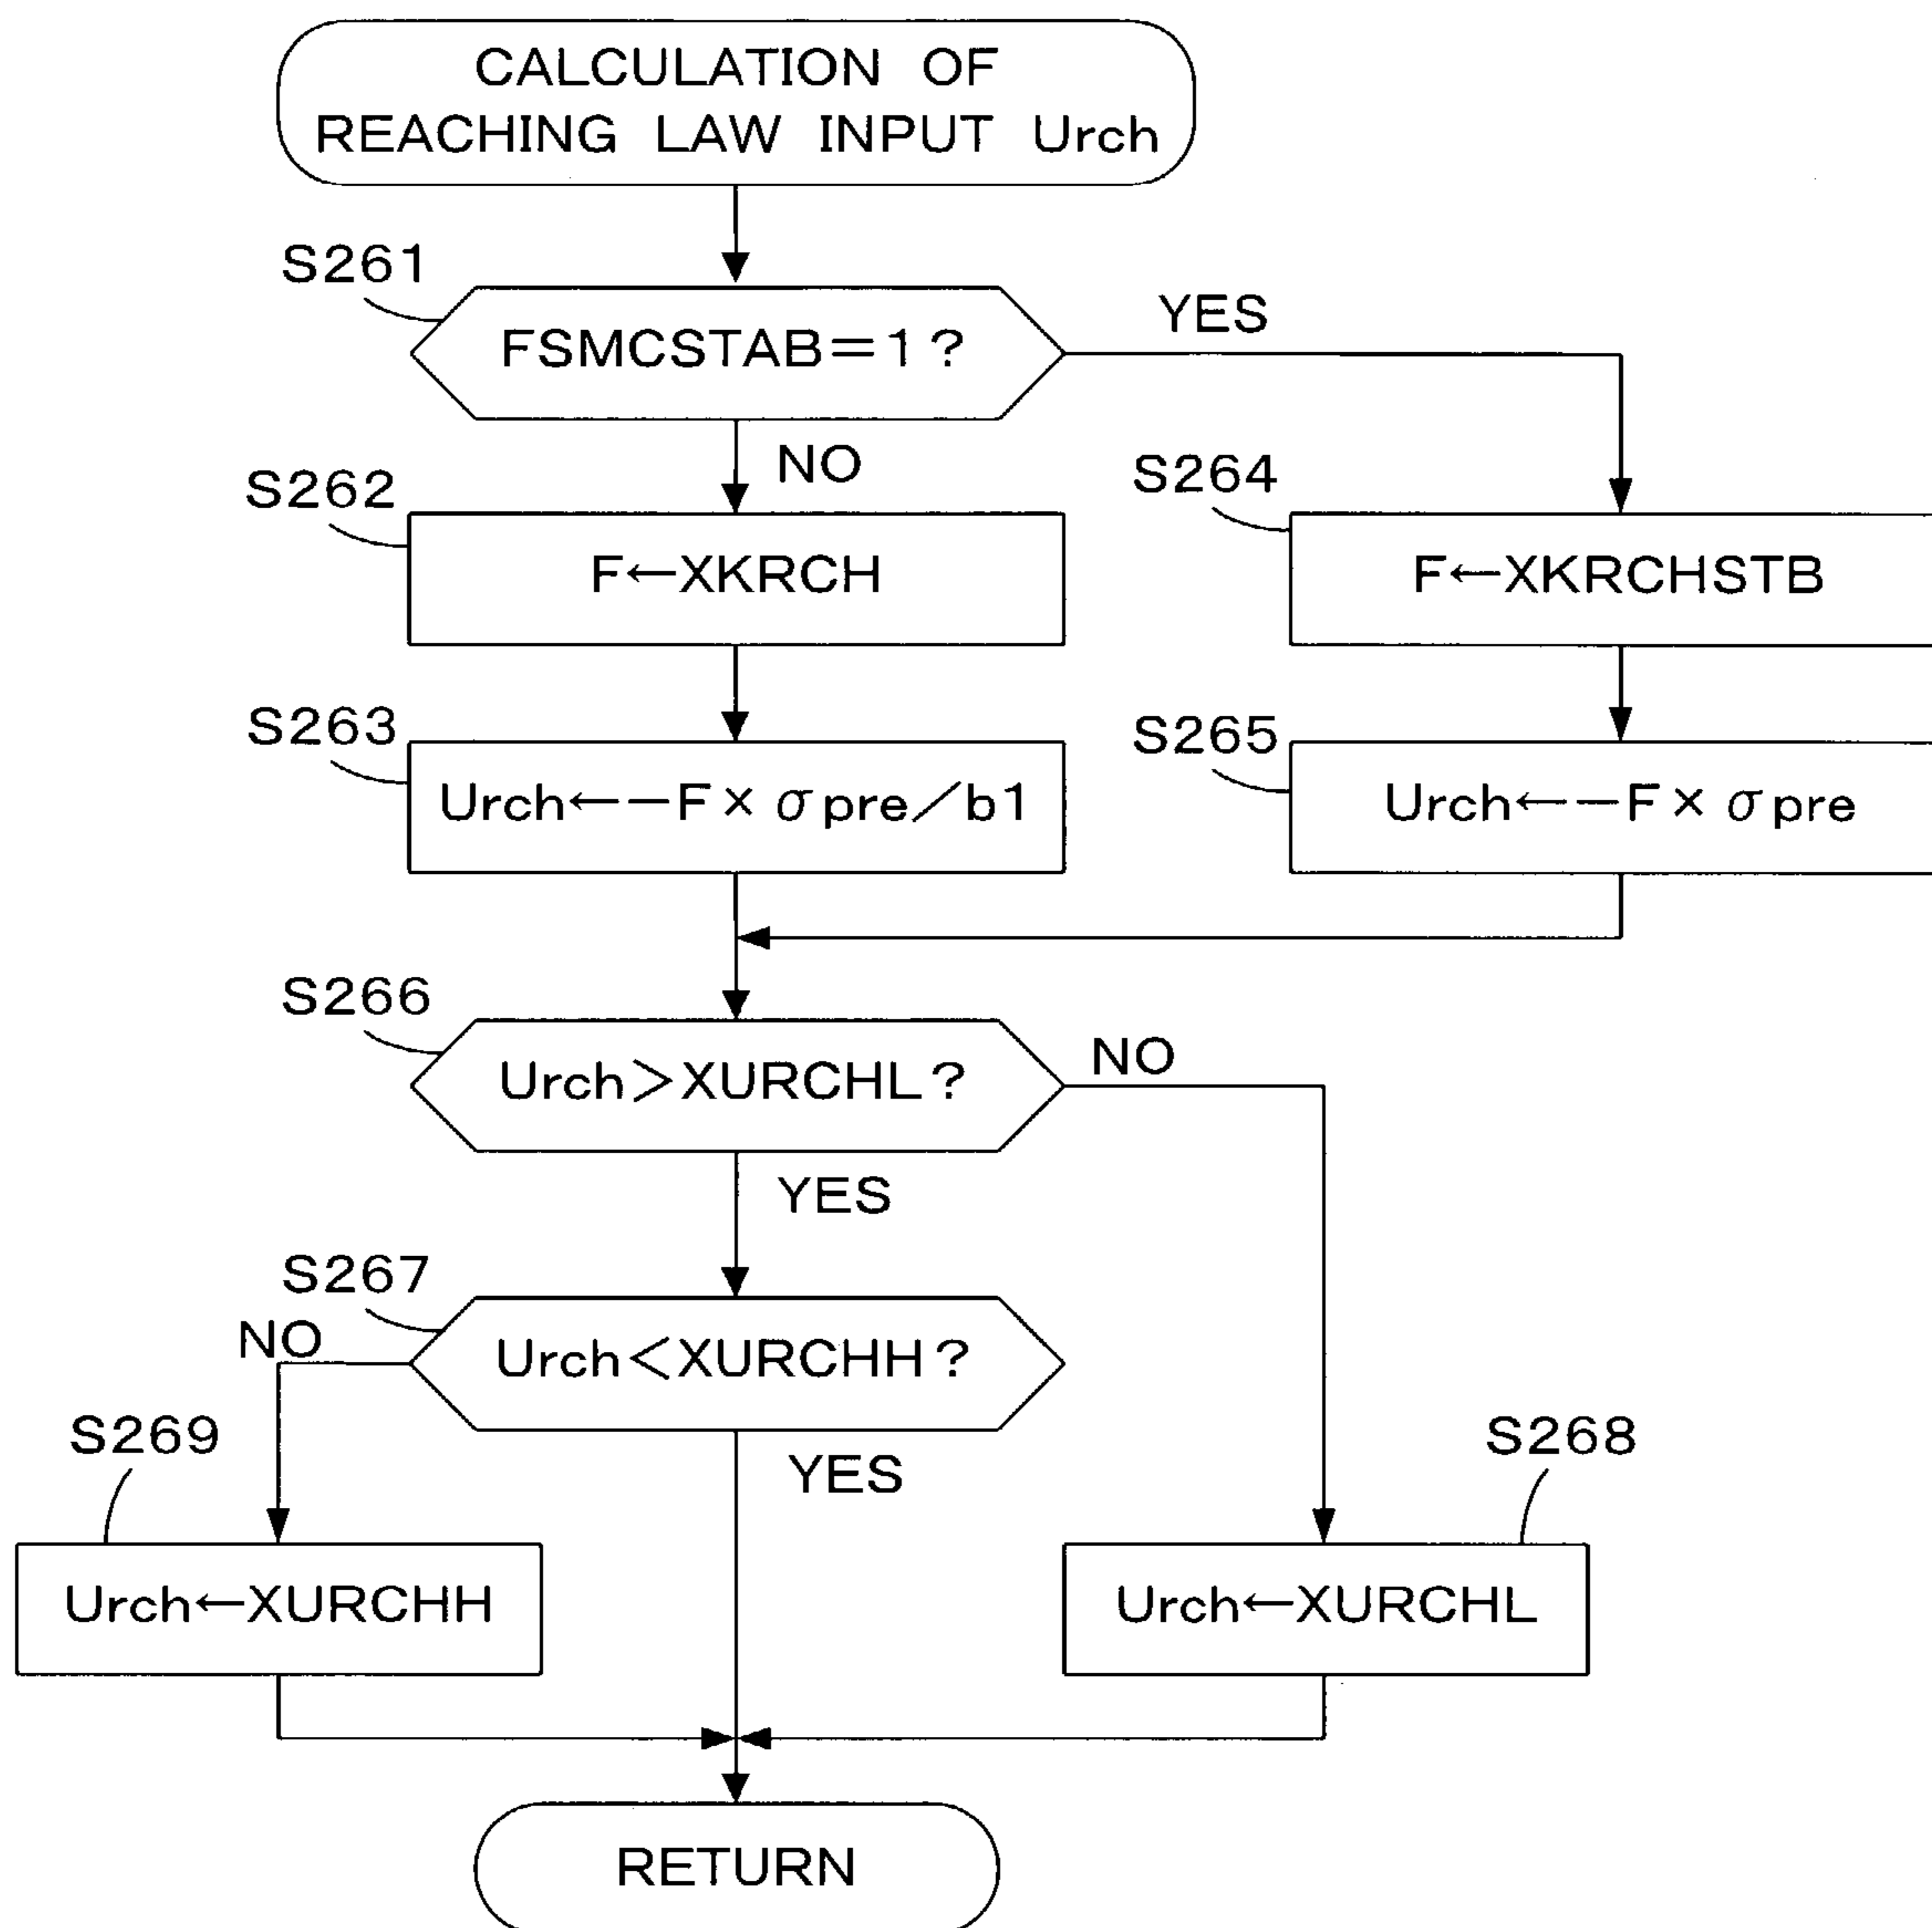 CALCULATION OF
REACHING LAW INPUT Urch
S261
FSMCSTAB=1?
YES
NO
S262
F←XKRCH
S264
F←XKRCHSTB
S263
Urch←−F×σpre/b1
S265
Urch←−F×σpre
S266
Urch>XURCHL?
NO
YES
S267
Urch<XURCHH?
NO
YES
S269
Urch←XURCHH
S268
Urch←XURCHL
RETURN